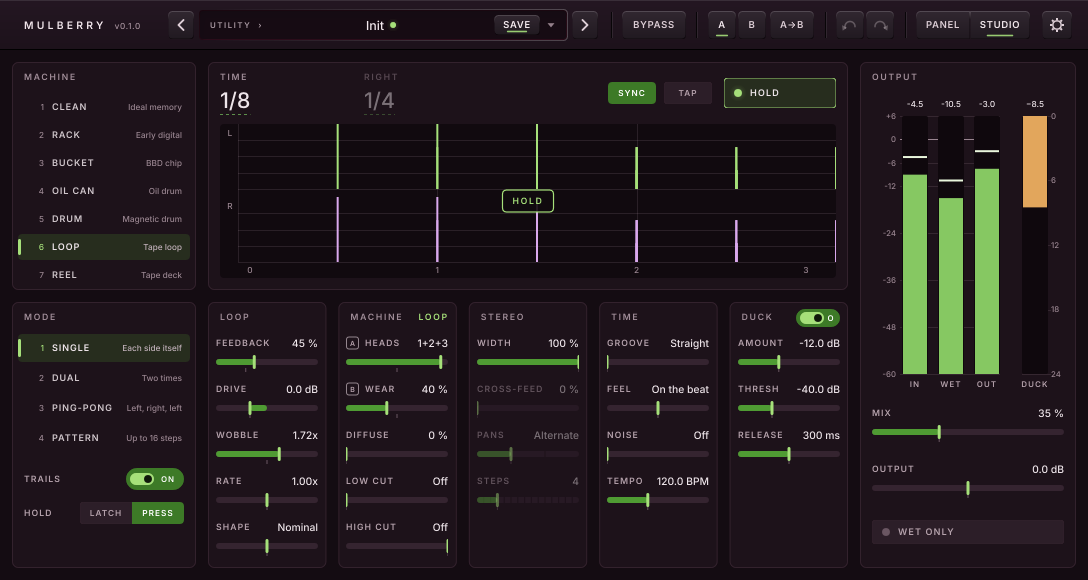 MULBERRY v0.1.0
UTILITY › Init SAVE
BYPASS
A B A→B
PANEL STUDIO
MACHINE
1 CLEAN Ideal memory
2 RACK Early digital
3 BUCKET BBD chip
4 OIL CAN Oil drum
5 DRUM Magnetic drum
6 LOOP Tape loop
7 REEL Tape deck
TIME
1/8
RIGHT
1/4
SYNC TAP HOLD
L
R
HOLD
0 1 2 3
OUTPUT
-4.5 -10.5 -3.0 -8.5
+6 0
0
-6 6
-12
-24 12
-36
18
-48
-60 24
IN WET OUT DUCK
MIX 35 %
OUTPUT 0.0 dB
WET ONLY
MODE
1 SINGLE Each side itself
2 DUAL Two times
3 PING-PONG Left, right, left
4 PATTERN Up to 16 steps
TRAILS ON
HOLD LATCH PRESS
LOOP
FEEDBACK 45 %
DRIVE 0.0 dB
WOBBLE 1.72x
RATE 1.00x
SHAPE Nominal
MACHINE LOOP
A HEADS 1+2+3
B WEAR 40 %
DIFFUSE 0 %
LOW CUT Off
HIGH CUT Off
STEREO
WIDTH 100 %
CROSS-FEED 0 %
PANS Alternate
STEPS 4
TIME
GROOVE Straight
FEEL On the beat
NOISE Off
TEMPO 120.0 BPM
DUCK O
AMOUNT -12.0 dB
THRESH -40.0 dB
RELEASE 300 ms